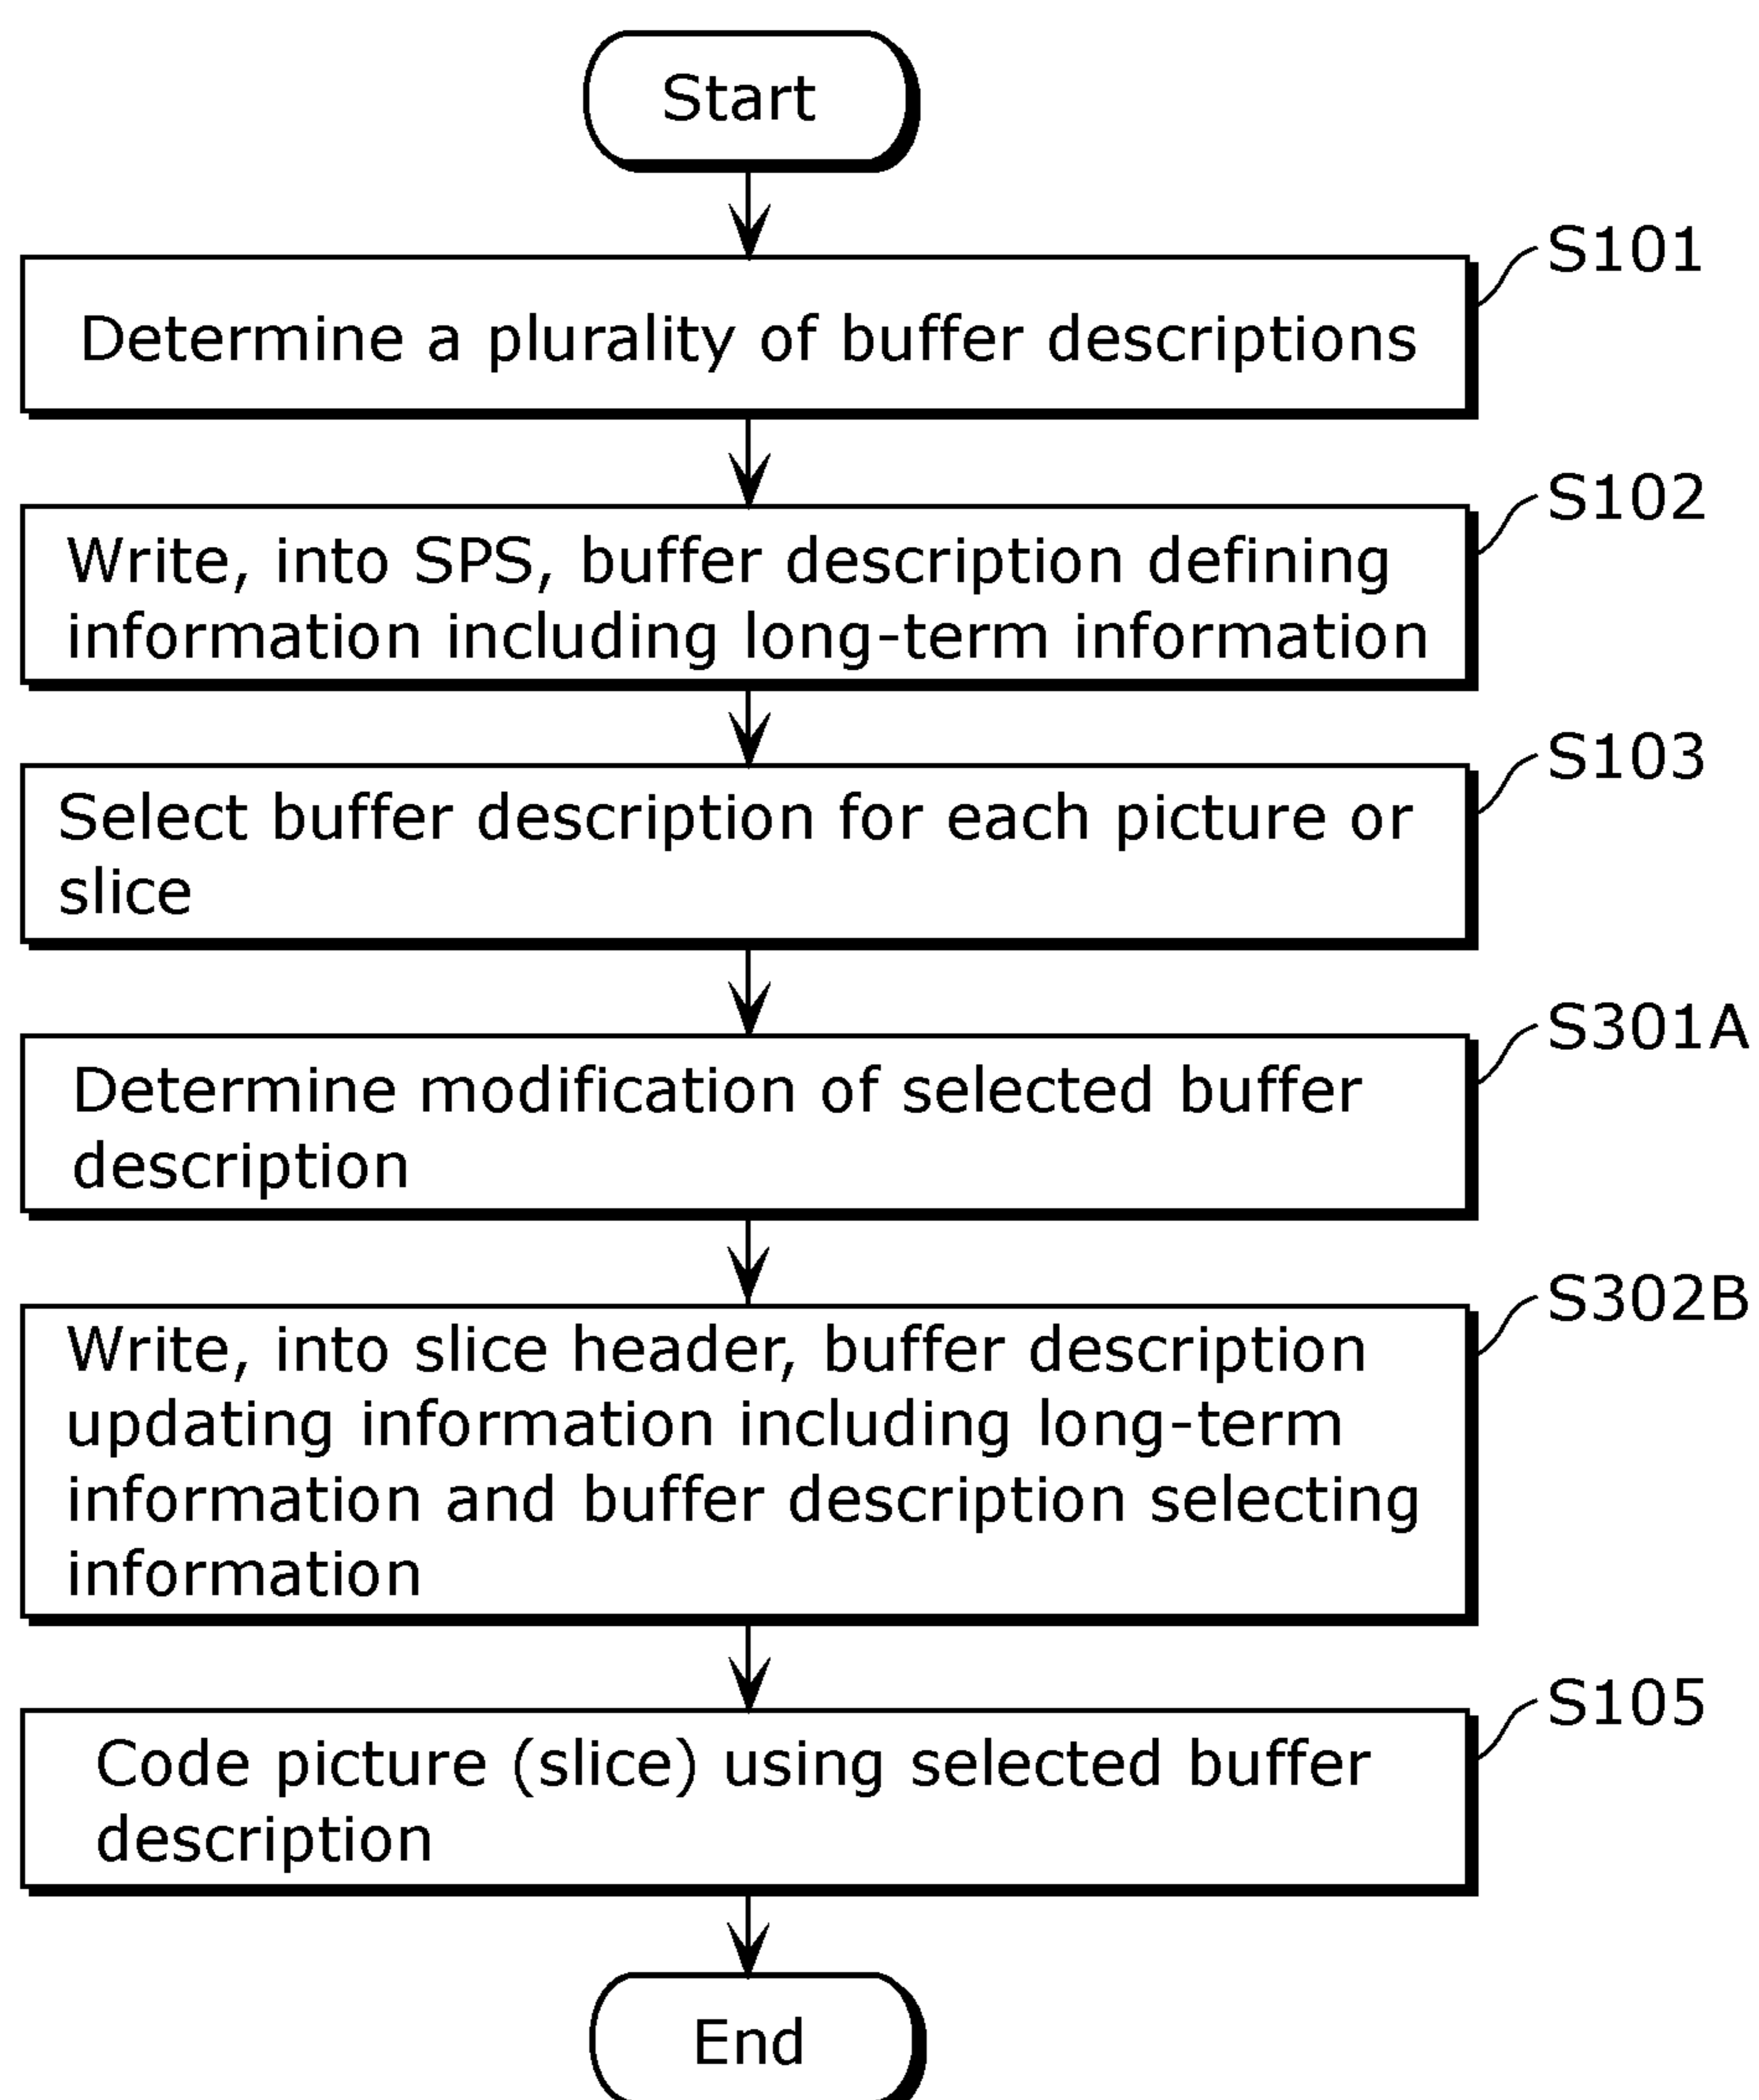 Start
S101
Determine a plurality of buffer descriptions
S102
Write, into SPS, buffer description defining
information including long-term information
S103
Select buffer description for each picture or
slice
S301A
Determine modification of selected buffer
description
S302B
Write, into slice header, buffer description
updating information including long-term
information and buffer description selecting
information
S105
Code picture (slice) using selected buffer
description
End